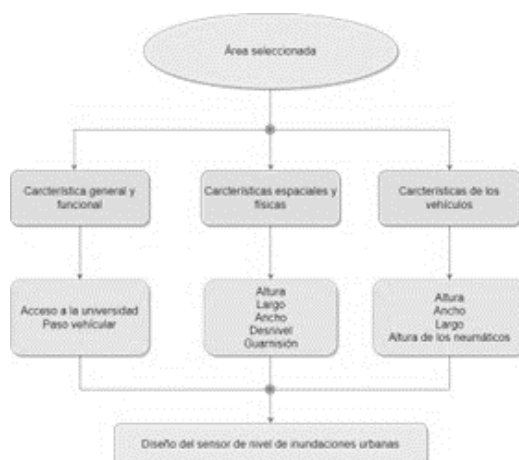 Área seleccionada
Carcterística general y
funcional
Carcterísticas espaciales y
físicas
Carcterísticas de los
vehículos
Acceso a la universidad
Paso vehícular
Altura
Largo
Ancho
Desnivel
Guarnisión
Altura
Ancho
Largo
Altura de los neumáticos
Diseño del sensor de nivel de inundaciones urbanas